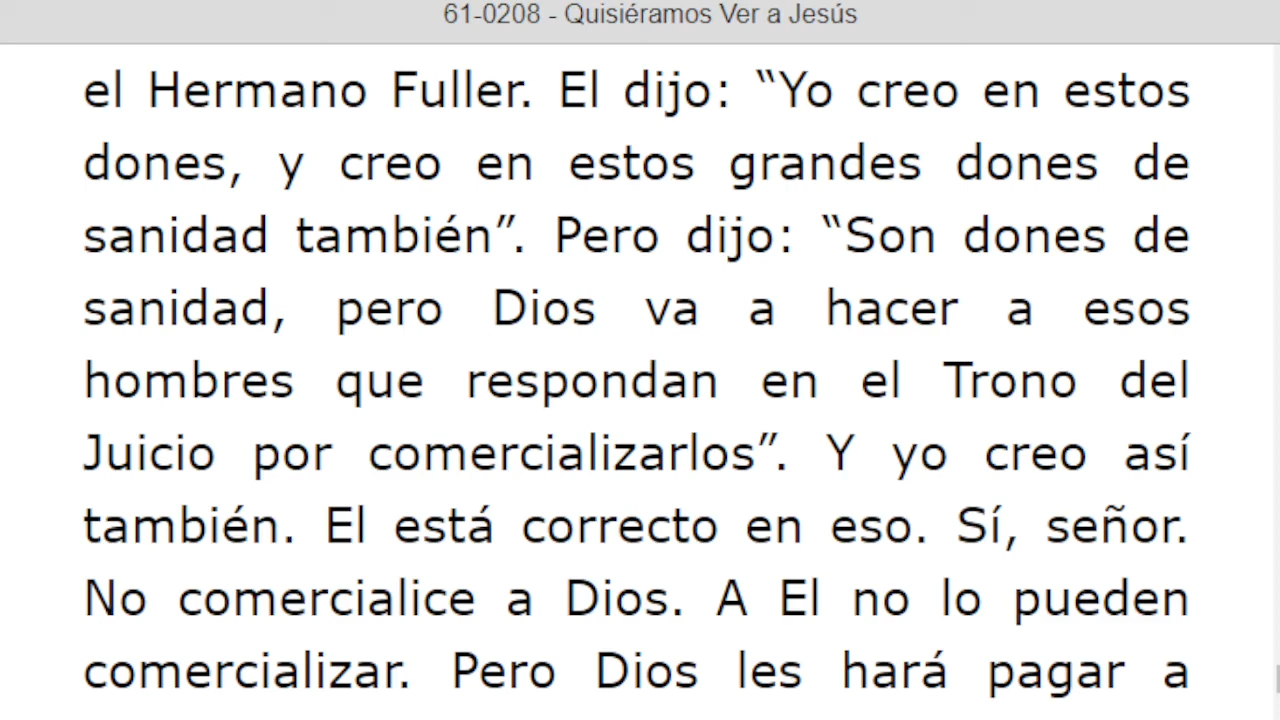 61-0208 - Quisiéramos Ver a Jesús
el Hermano Fuller. El dijo: “Yo creo en estos
dones, y creo en estos grandes dones de
sanidad también”. Pero dijo: “Son dones de
sanidad, pero Dios va a hacer a esos
hombres que respondan en el Trono del
Juicio por comercializarlos”. Y yo creo así
también. El está correcto en eso. Sí, señor.
No comercialice a Dios. A El no lo pueden
comercializar. Pero Dios les hará pagar a